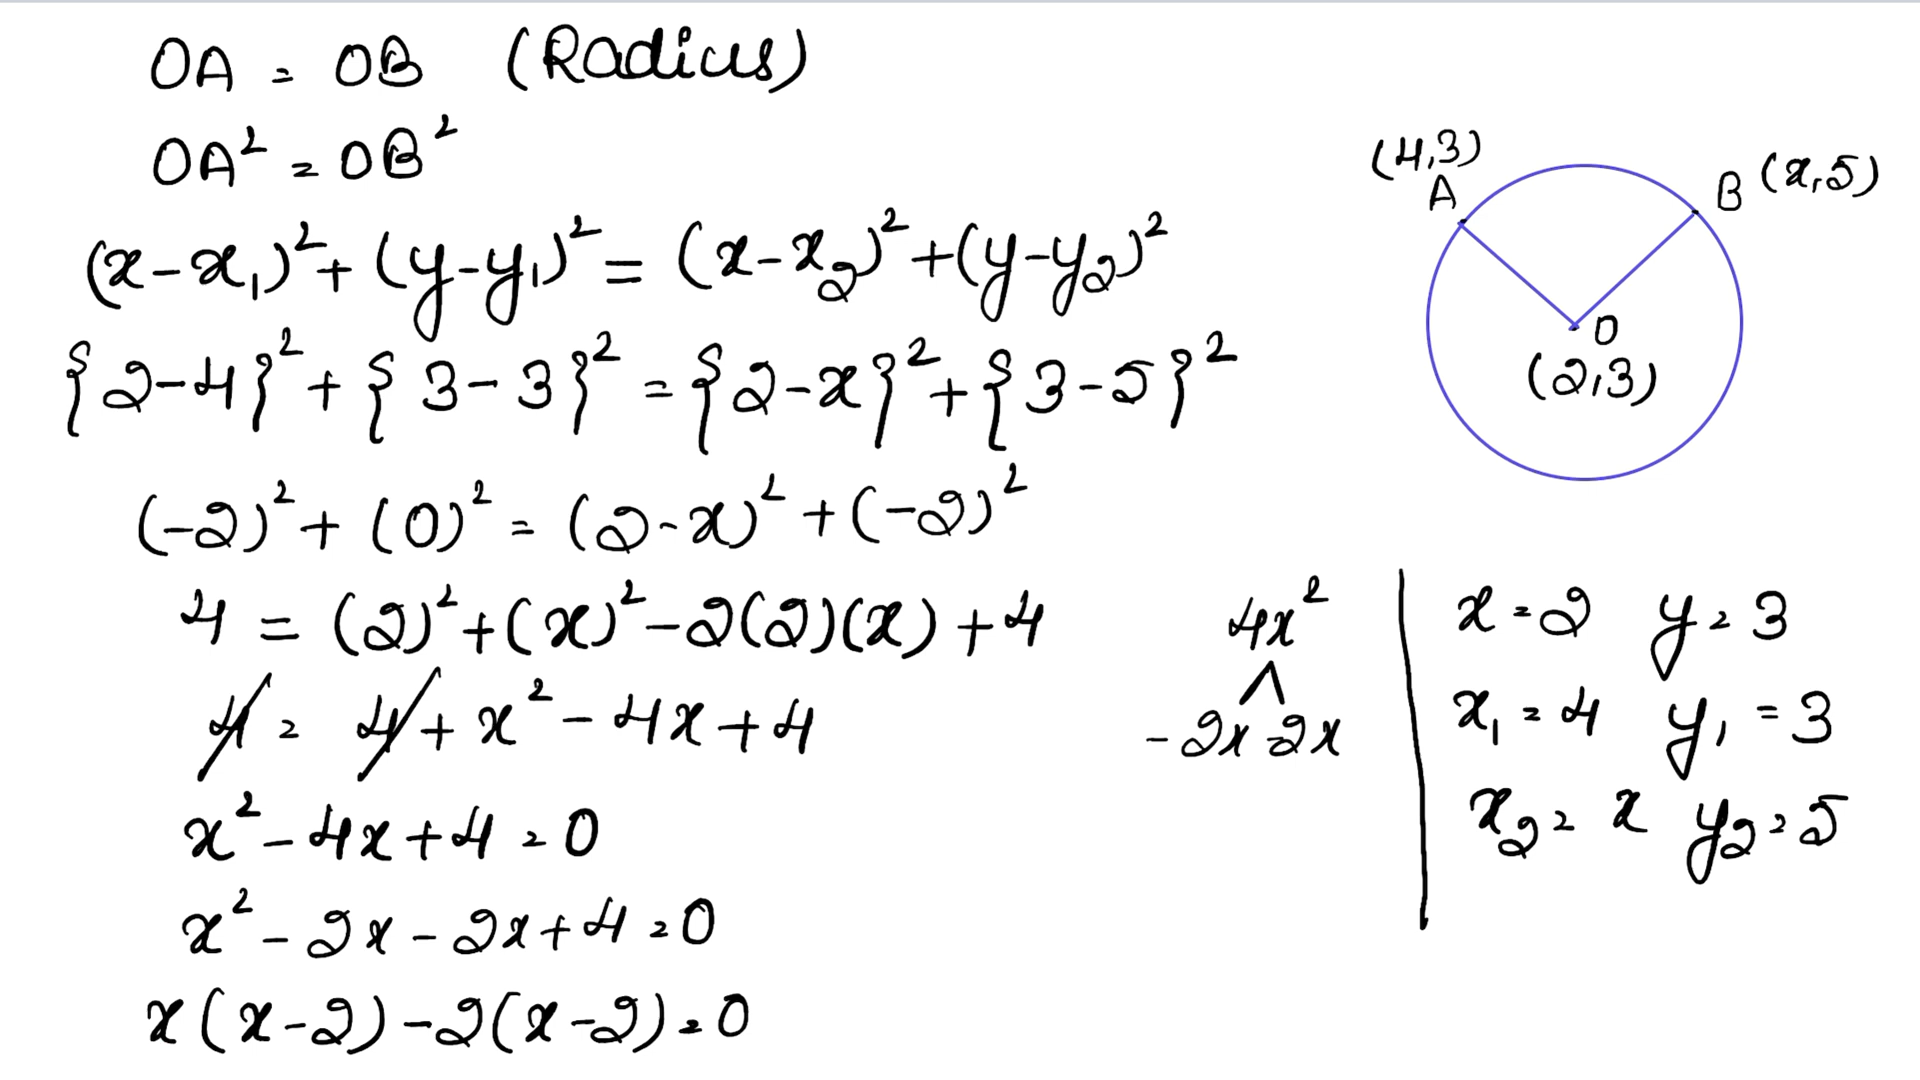 OA = OB (Radius)
OA² = OB²
(x-x₁)² + (y-y₁)² = (x-x₂)² + (y-y₂)²
{2-4}² + {3-3}² = {2-x}² + {3-5}²
(-2)² + (0)² = (2-x)² + (-2)²
4 = (2)² + (x)² - 2(2)(x) + 4
4 = 4 + x² - 4x + 4
x² - 4x + 4 = 0
x² - 2x - 2x + 4 = 0
x(x-2) - 2(x-2) = 0
(4,3)
A
B (x,5)
O
(2,3)
4x²
-2x -2x
x = 2 y = 3
x₁ = 4 y₁ = 3
x₂ = x y₂ = 5